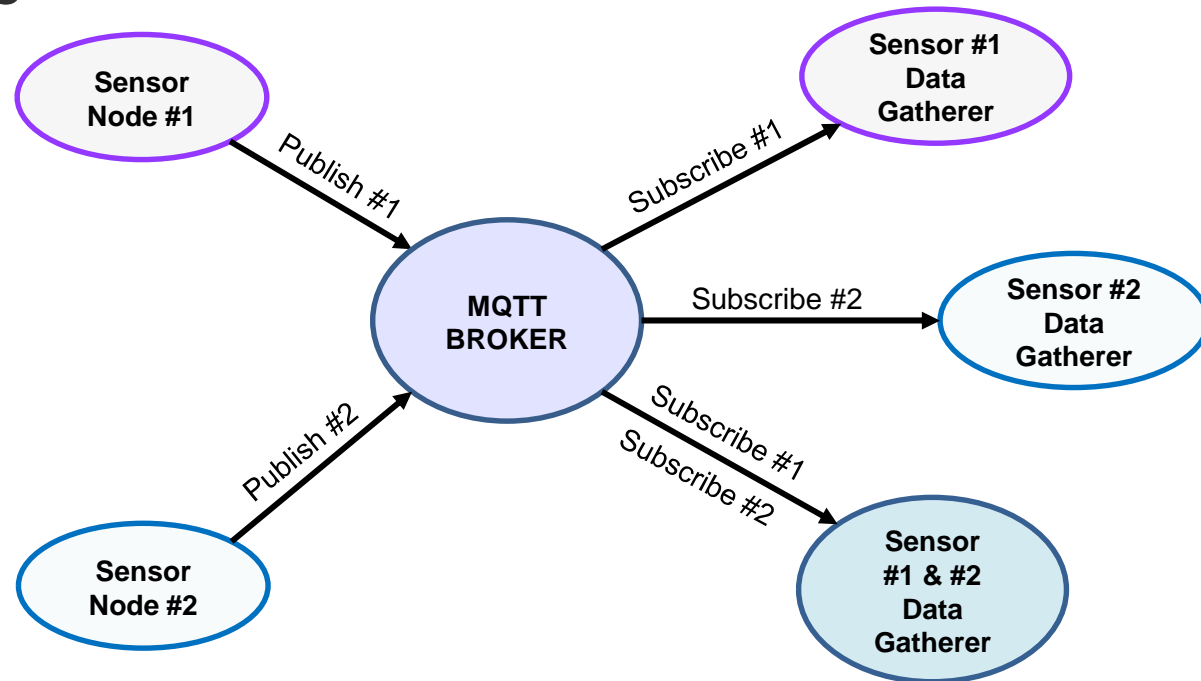 Sensor
Node #1
Publish #1
Sensor #1
Data
Gatherer
Subscribe #1
MQTT
BROKER
Subscribe #2
Sensor #2
Data
Gatherer
Publish #2
Subscribe #1
Subscribe #2
Sensor
Node #2
Sensor
#1 & #2
Data
Gatherer